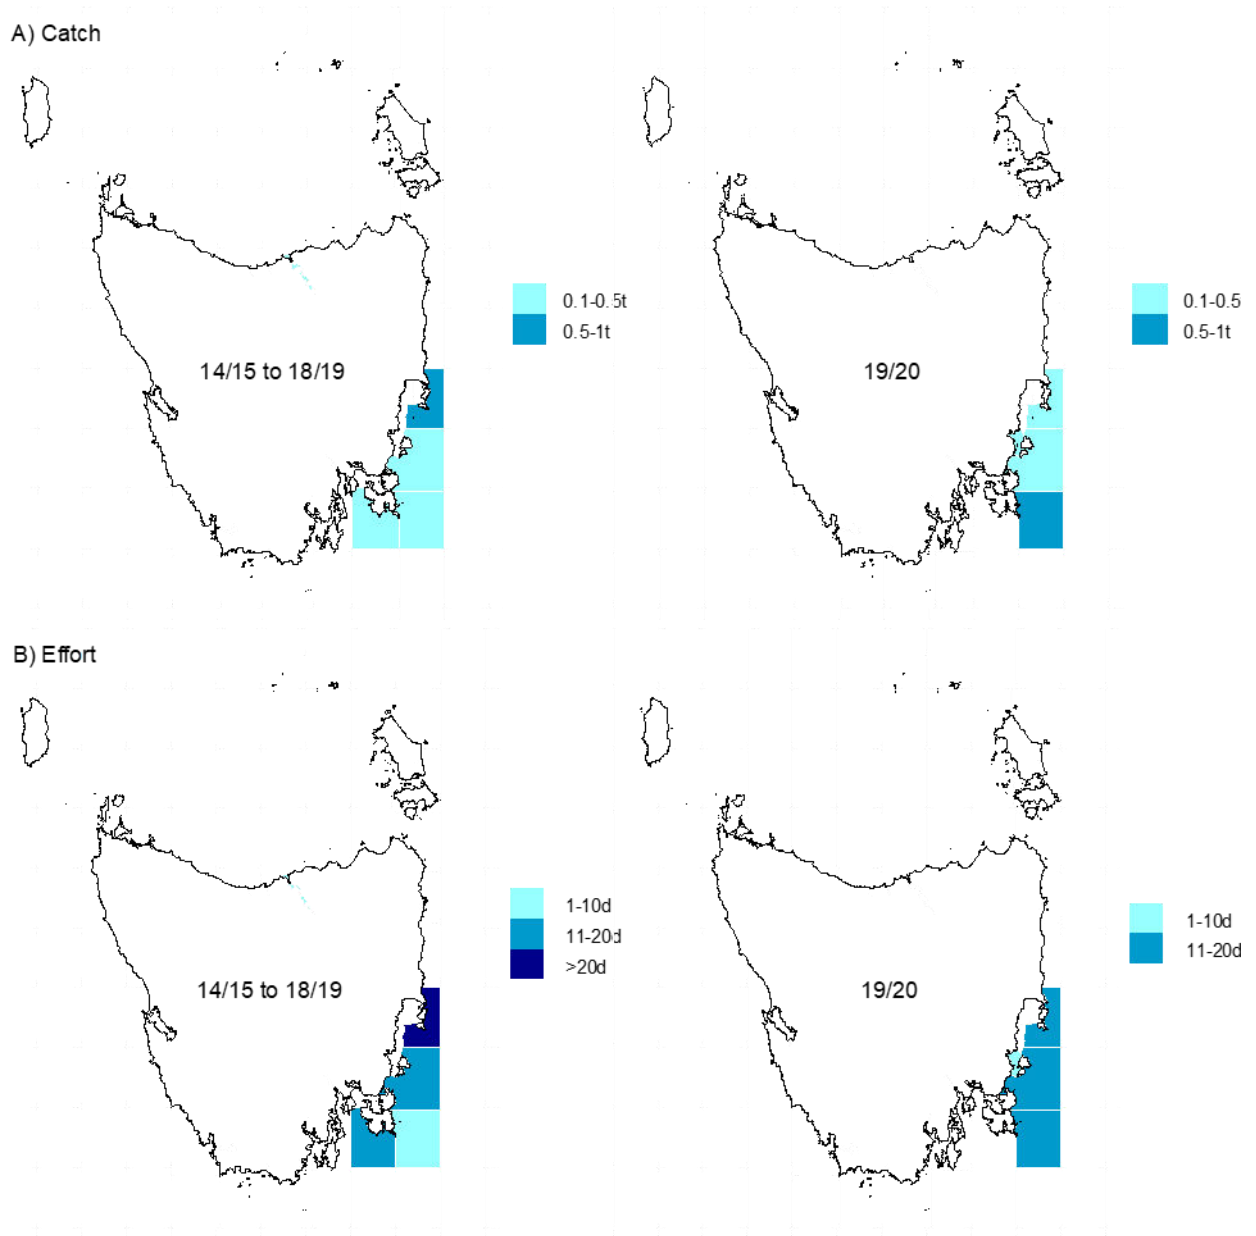 A) Catch
0.1-0.5t
0.5-1t
14/15 to 18/19
0.1-0.5
0.5-1t
19/20
B) Effort
1-10d
11-20d
>20d
14/15 to 18/19
1-10d
11-20d
19/20